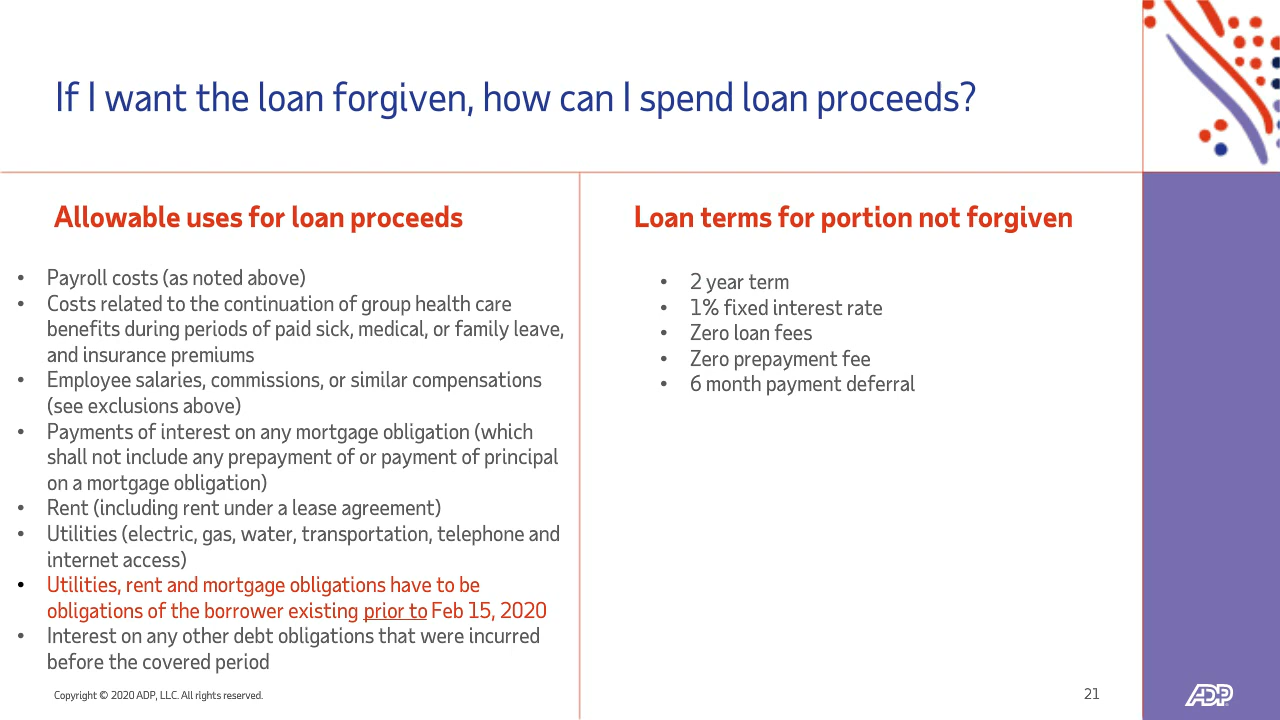 If I want the loan forgiven, how can I spend loan proceeds?
Allowable uses for loan proceeds
• Payroll costs (as noted above)
• Costs related to the continuation of group health care
benefits during periods of paid sick, medical, or family leave,
and insurance premiums
• Employee salaries, commissions, or similar compensations
(see exclusions above)
• Payments of interest on any mortgage obligation (which
shall not include any prepayment of or payment of principal
on a mortgage obligation)
• Rent (including rent under a lease agreement)
• Utilities (electric, gas, water, transportation, telephone and
internet access)
• Utilities, rent and mortgage obligations have to be
obligations of the borrower existing prior to Feb 15, 2020
• Interest on any other debt obligations that were incurred
before the covered period
Loan terms for portion not forgiven
• 2 year term
• 1% fixed interest rate
• Zero loan fees
• Zero prepayment fee
• 6 month payment deferral
Copyright © 2020 ADP, LLC. All rights reserved.
21
ADP